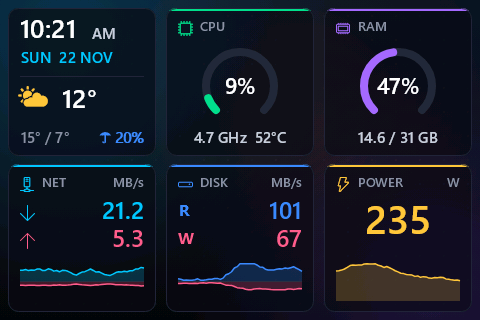 10:21 AM
SUN 22 NOV
12°
15° / 7° 20%
CPU
9%
4.7 GHz 52°C
RAM
47%
14.6 / 31 GB
NET MB/s
21.2
5.3
DISK MB/s
R 101
W 67
POWER W
235